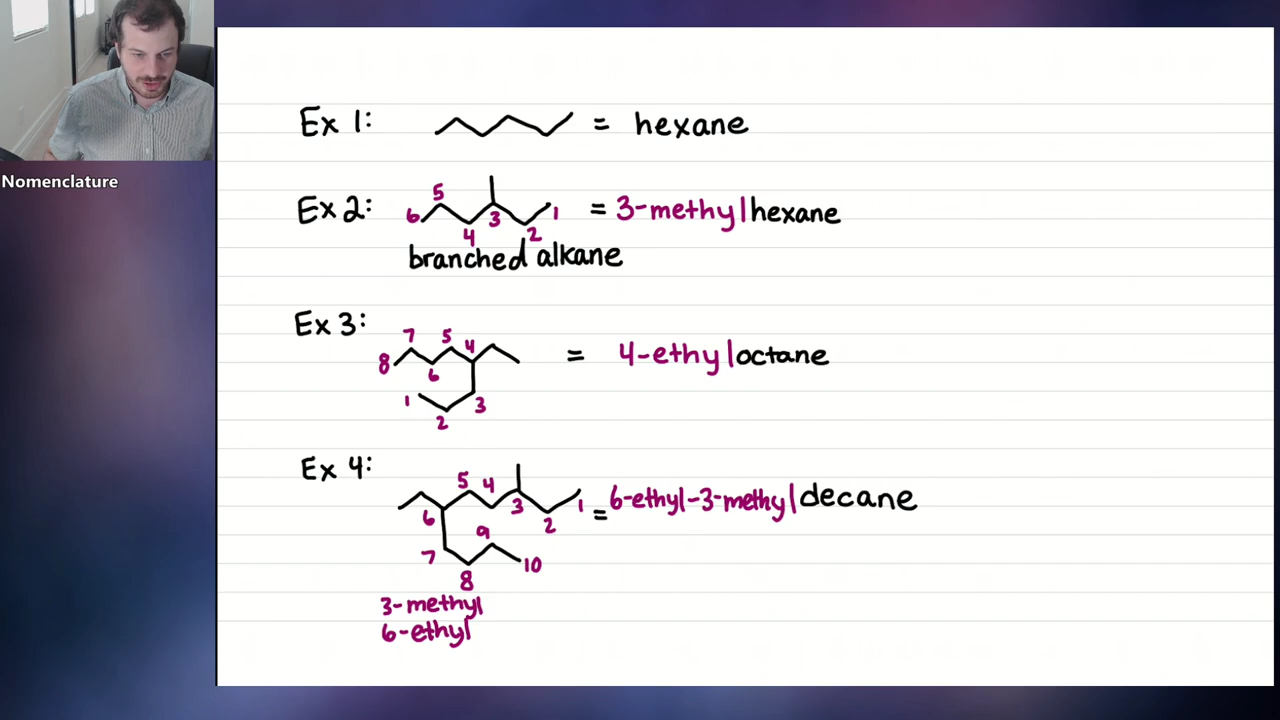 Nomenclature
Ex 1: = hexane
Ex 2: 6 5 4 3 2 1 = 3-methylhexane
branched alkane
Ex 3: 8 7 6 5 4 3 2 1 = 4-ethyloctane
Ex 4: 6 5 4 3 2 1 7 8 9 10 = 6-ethyl-3-methyldecane
3-methyl
6-ethyl